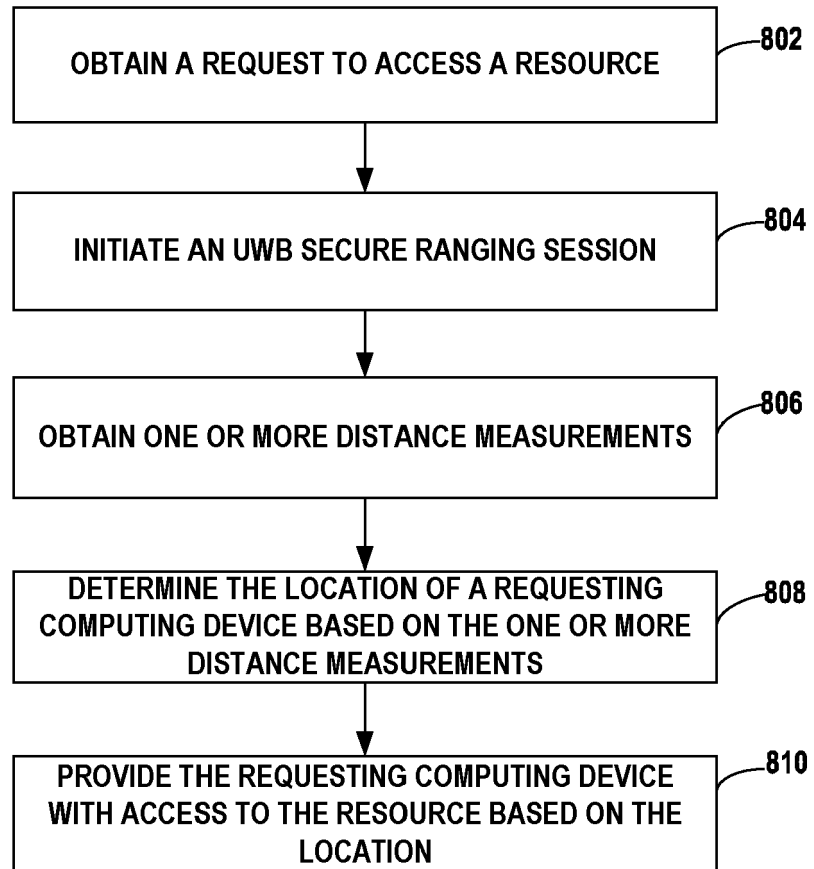 OBTAIN A REQUEST TO ACCESS A RESOURCE
802
INITIATE AN UWB SECURE RANGING SESSION
804
OBTAIN ONE OR MORE DISTANCE MEASUREMENTS
806
DETERMINE THE LOCATION OF A REQUESTING
COMPUTING DEVICE BASED ON THE ONE OR MORE
DISTANCE MEASUREMENTS
808
PROVIDE THE REQUESTING COMPUTING DEVICE
WITH ACCESS TO THE RESOURCE BASED ON THE
LOCATION
810